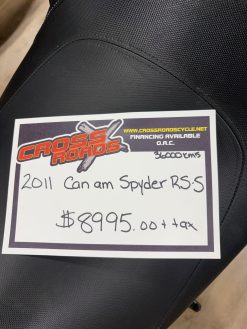 CROSS ROADS
WWW.CROSSROADSCYCLE.NET
FINANCING AVAILABLE
O.A.C.
36000 kms
2011 Can am Spyder RS-S
$8995.00 + tax